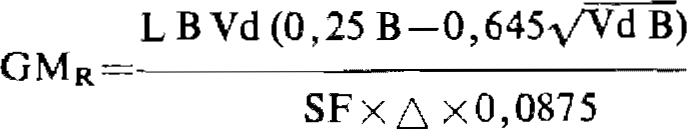 L B Vd (0,25 B—0,645√Vd B)
GM_R=
SF × △ ×0,0875